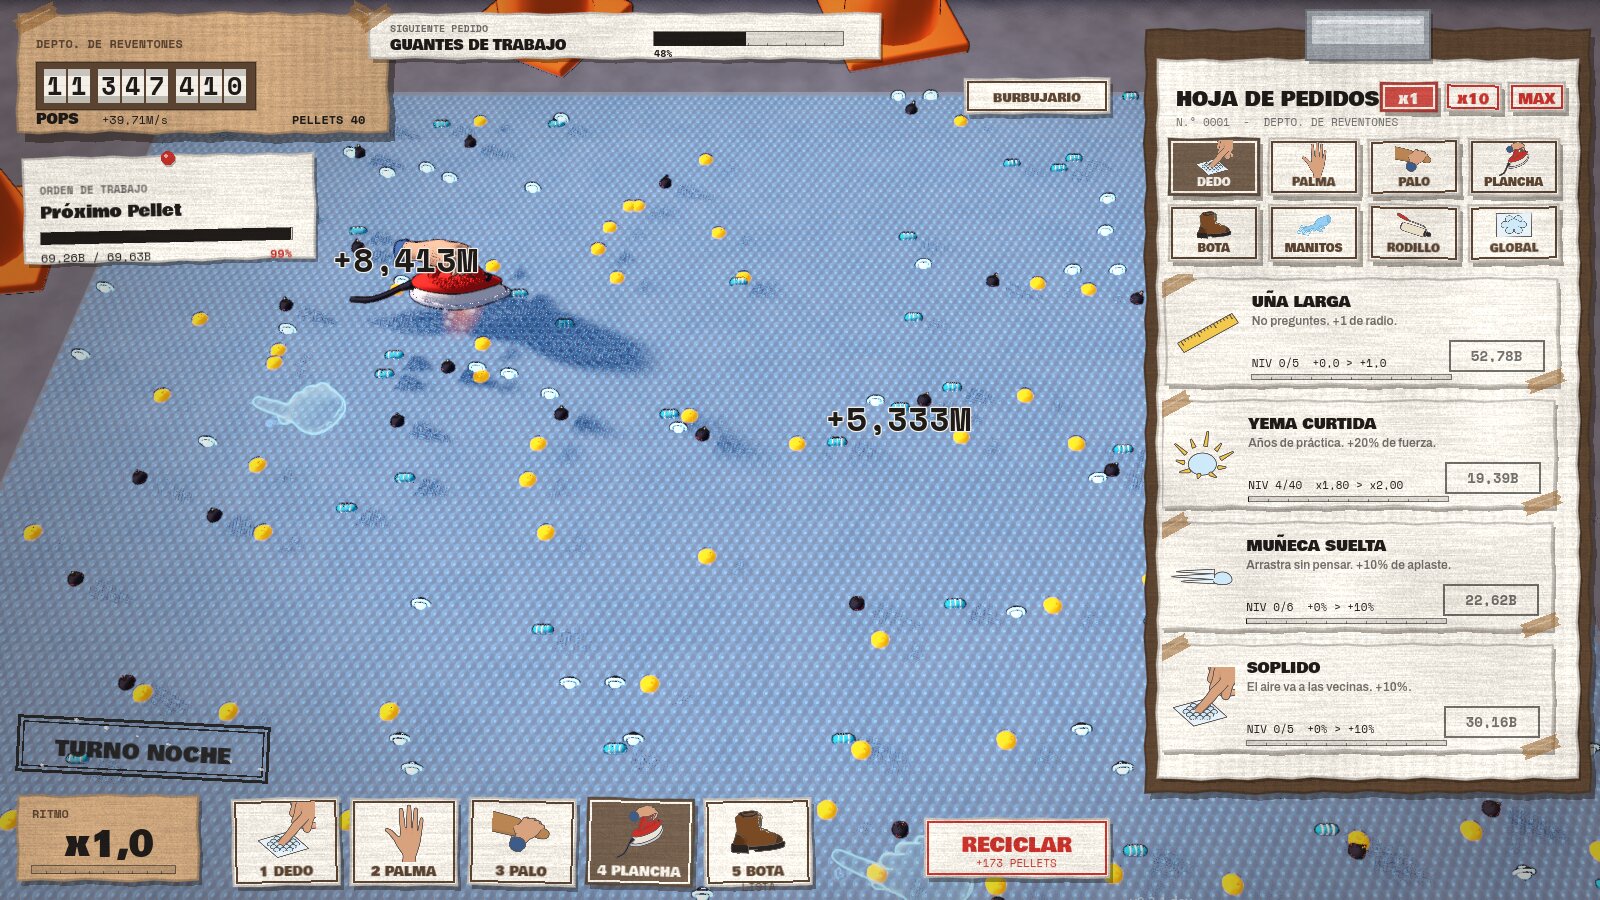 DEPTO. DE REVENTONES
11 347 410
POPS +39,71M/s PELLETS 40
SIGUIENTE PEDIDO
GUANTES DE TRABAJO
48%
BURBUJARIO
ORDEN DE TRABAJO
Próximo Pellet
69,26B / 69,63B 99%
+8,413M
+5,333M
HOJA DE PEDIDOS x1 x10 MAX
N.° 0001 - DEPTO. DE REVENTONES
DEDO PALMA PALO PLANCHA
BOTA MANITOS RODILLO GLOBAL
UÑA LARGA
No preguntes. +1 de radio.
NIV 0/5 +0,0 > +1,0
52,78B
YEMA CURTIDA
Años de práctica. +20% de fuerza.
NIV 4/40 x1,80 > x2,00
19,39B
MUÑECA SUELTA
Arrastra sin pensar. +10% de aplaste.
NIV 0/6 +0% > +10%
22,62B
SOPLIDO
El aire va a las vecinas. +10%.
NIV 0/5 +0% > +10%
30,16B
TURNO NOCHE
RITMO
x1,0
1 DEDO 2 PALMA 3 PALO 4 PLANCHA 5 BOTA
LISTA
RECICLAR
+173 PELLETS